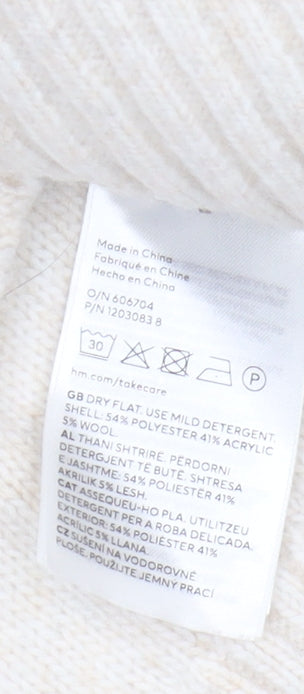 Made in China
Fabriqué en Chine
Hecho en China
O/N 606704
P/N 1203083 8
30 P
hm.com/takecare
GB DRY FLAT. USE MILD DETERGENT.
SHELL: 54% POLYESTER 41% ACRYLIC
5% WOOL.
AL THANI SHTRIRË. PËRDORNI
DETERGJENT TË BUTË. SHTRESA
E JASHTME: 54% POLIESTËR 41%
AKRILIK 5% LESH.
CAT ASSEQUEU-HO PLA. UTILITZEU
DETERGENT PER A ROBA DELICADA.
EXTERIOR: 54% POLIÈSTER 41%
ACRÍLIC 5% LLANA.
CZ SUŠENÍ NA VODOROVNÉ
PLOŠE. POUŽIJTE JEMNÝ PRACÍ